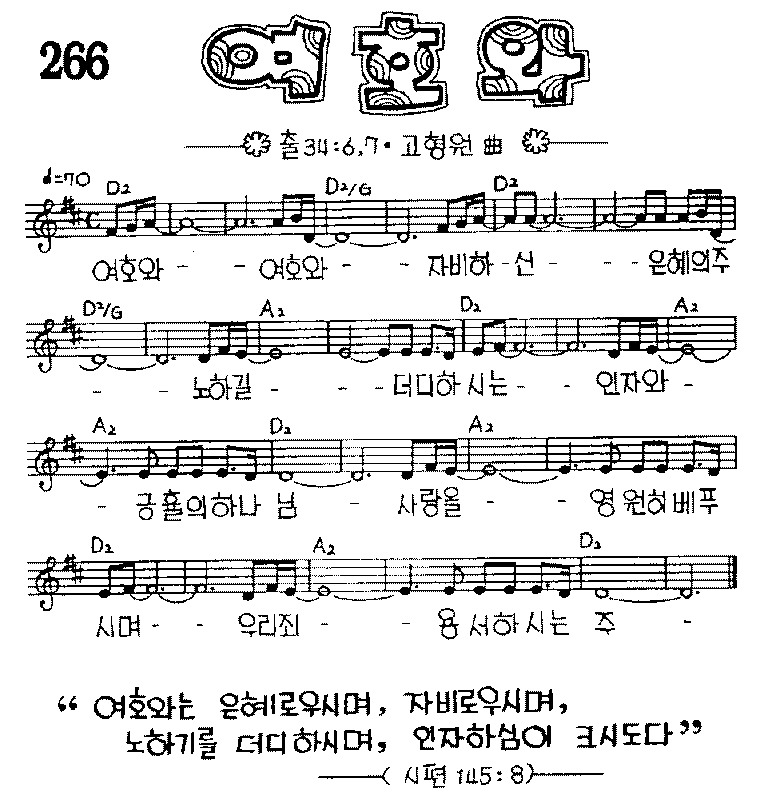 266 여호와
출34:6,7· 고형원 曲
♩=70 D2 D2/G D2
여호와 - - 여호와 - - - 자비하 - 신 - - - 은혜의주
D2/G A2 D2 A2
- - 노하길 - - - 더디하시는 - - 인자와 -
A2 D2 A2
- 긍휼의하나님 - 사랑을 - - 영원히베푸
D2 A2 D2
시며 - - 우리죄 - - 용서하시는 주 -
“ 여호와는 은혜로우시며, 자비로우시며,
노하기를 더디하시며, 인자하심이 크시도다 ”
(시편 145:8)